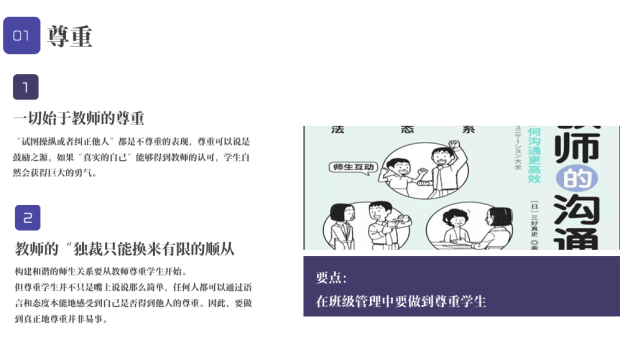 01 尊重
1
一切始于教师的尊重
“试图操纵或者纠正他人”都是不尊重的表现，尊重可以说是
鼓励之源，如果“真实的自己”能够得到教师的认可，学生自
然会获得巨大的勇气。
2
教师的“独裁只能换来有限的顺从
构建和谐的师生关系要从教师尊重学生开始。
但尊重学生并不只是嘴上说说那么简单，任何人都可以通过语
言和态度本能地感受到自己是否得到他人的尊重。因此，要做
到真正地尊重并非易事。
法 态 系
师生互动
师
的
沟
通
何沟通更高效
ュニケーション大全
［日］三好真史 ◎著
要点：
在班级管理中要做到尊重学生